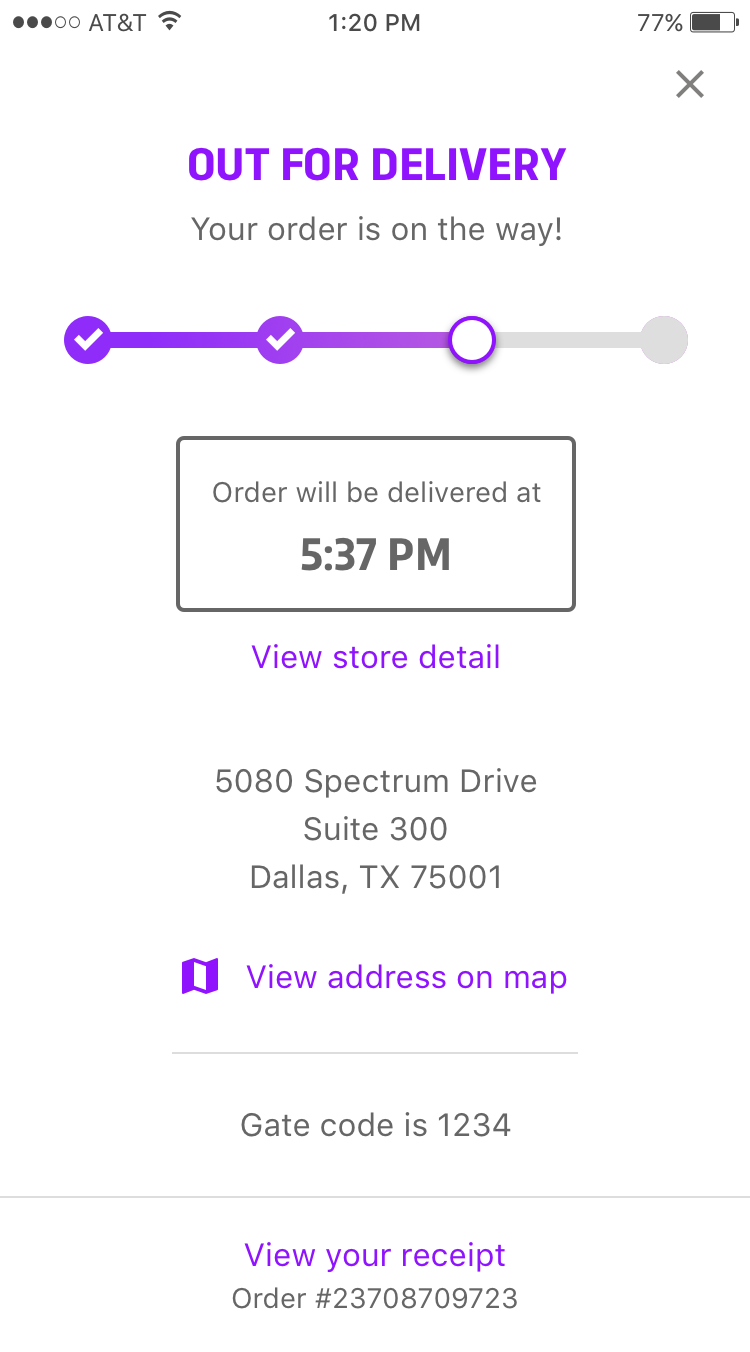 AT&T 1:20 PM 77%
OUT FOR DELIVERY
Your order is on the way!
Order will be delivered at
5:37 PM
View store detail
5080 Spectrum Drive
Suite 300
Dallas, TX 75001
View address on map
Gate code is 1234
View your receipt
Order #23708709723